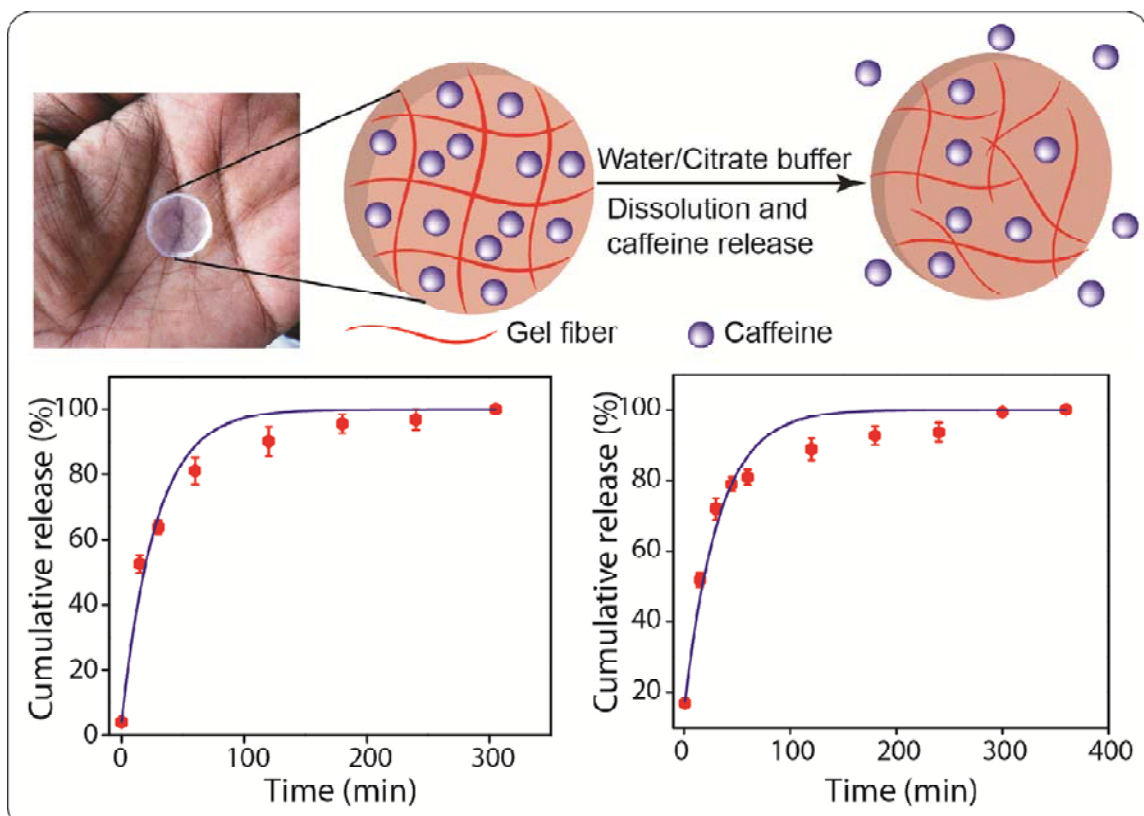 Water/Citrate buffer
Dissolution and
caffeine release
Gel fiber
Caffeine
Cumulative release (%)
100
80
60
40
20
0
0
100
200
300
Time (min)
Cumulative release (%)
100
80
60
40
20
0
100
200
300
400
Time (min)